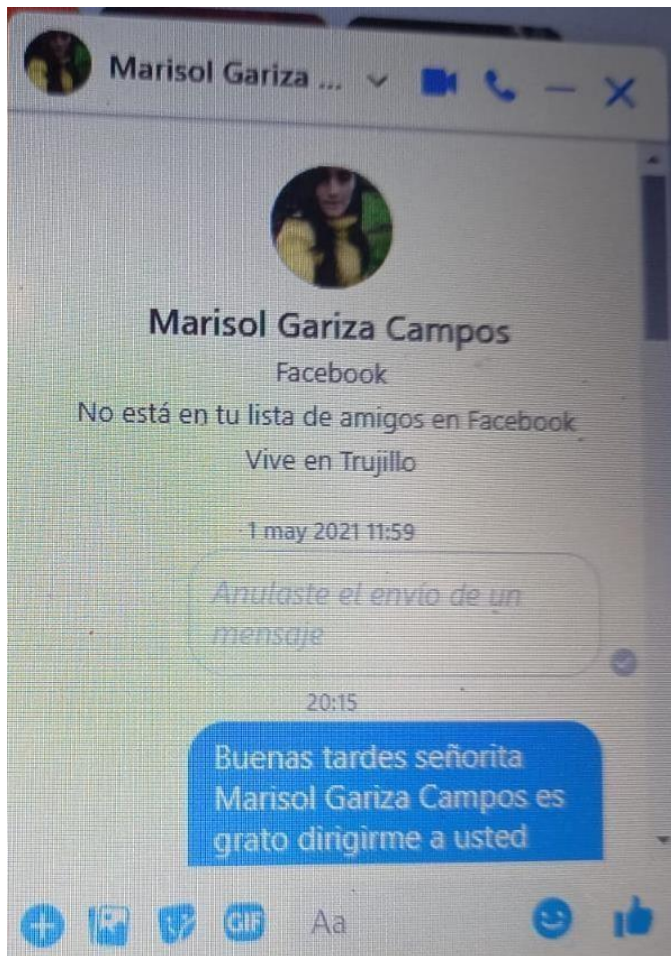 Marisol Gariza ...
Marisol Gariza Campos
Facebook
No está en tu lista de amigos en Facebook
Vive en Trujillo
1 may 2021 11:59
Anulaste el envío de un
mensaje
20:15
Buenas tardes señorita
Marisol Gariza Campos es
grato dirigirme a usted
GIF
Aa